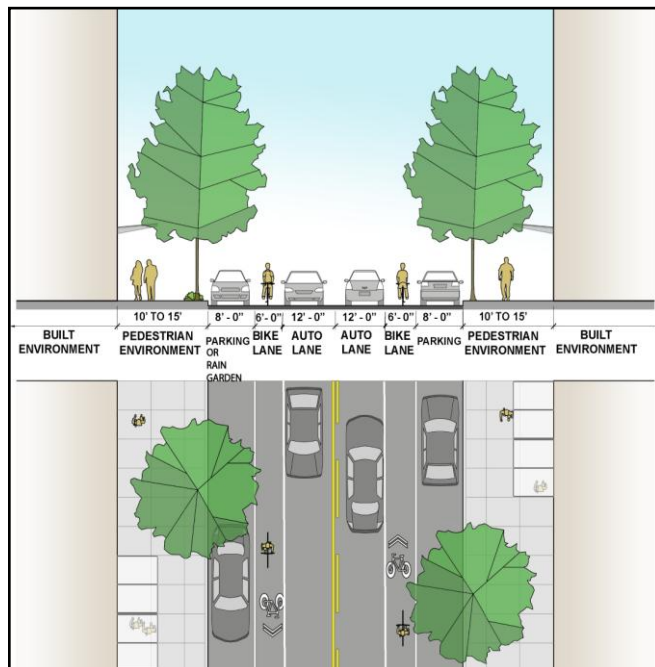 10' TO 15' 8' - 0" 6'- 0" 12' - 0" 12' - 0" 6'- 0" 8' - 0" 10' TO 15'
BUILT ENVIRONMENT
PEDESTRIAN ENVIRONMENT
PARKING OR RAIN GARDEN
BIKE LANE
AUTO LANE
AUTO LANE
BIKE LANE
PARKING
PEDESTRIAN ENVIRONMENT
BUILT ENVIRONMENT